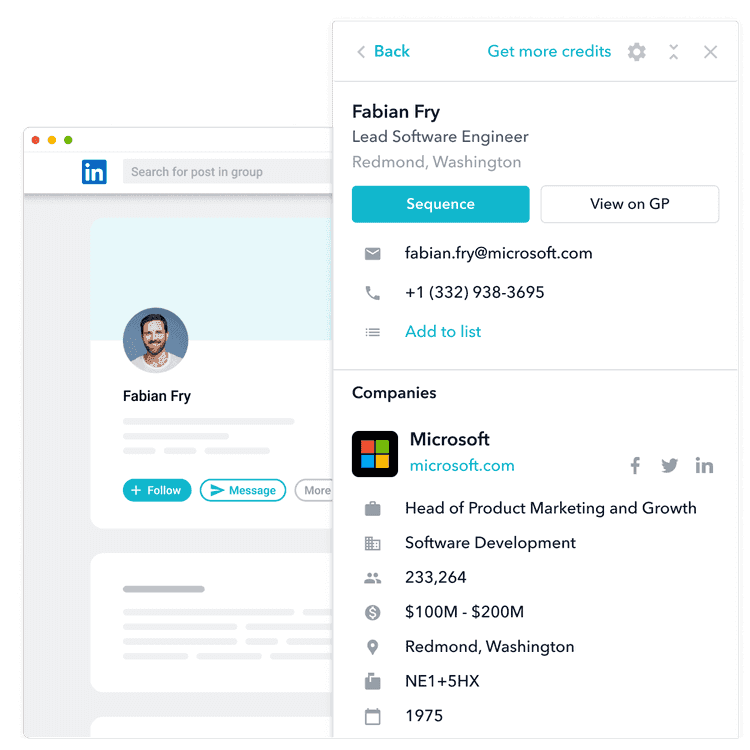 Back
Get more credits
Fabian Fry
Lead Software Engineer
Redmond, Washington
Sequence
View on GP
fabian.fry@microsoft.com
+1 (332) 938-3695
Add to list
Companies
Microsoft
microsoft.com
Head of Product Marketing and Growth
Software Development
233,264
$100M - $200M
Redmond, Washington
NE1+5HX
1975
in
Search for post in group
Fabian Fry
+ Follow
Message
More